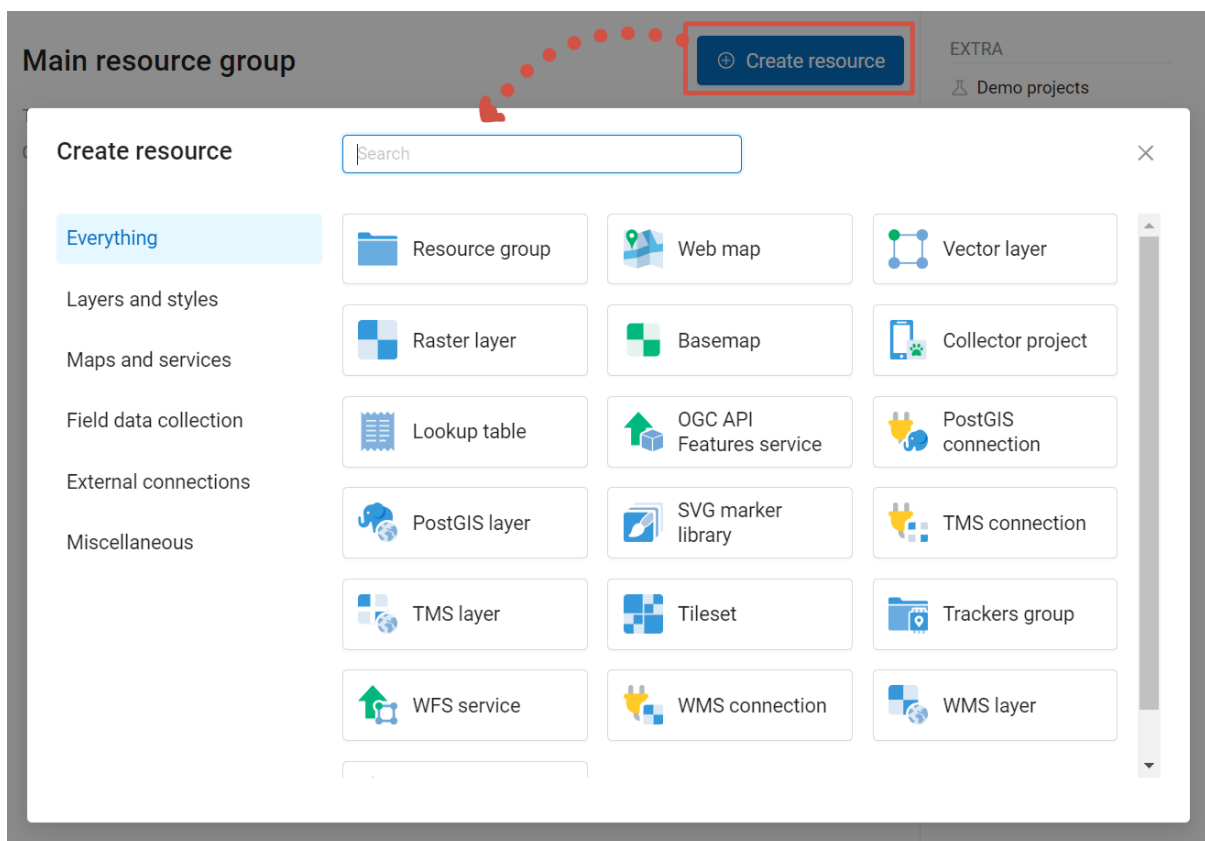 Main resource group
Create resource
EXTRA
Demo projects
Create resource
Search
Everything
Layers and styles
Maps and services
Field data collection
External connections
Miscellaneous
Resource group
Web map
Vector layer
Raster layer
Basemap
Collector project
Lookup table
OGC API
Features service
PostGIS
connection
PostGIS layer
SVG marker
library
TMS connection
TMS layer
Tileset
Trackers group
WFS service
WMS connection
WMS layer